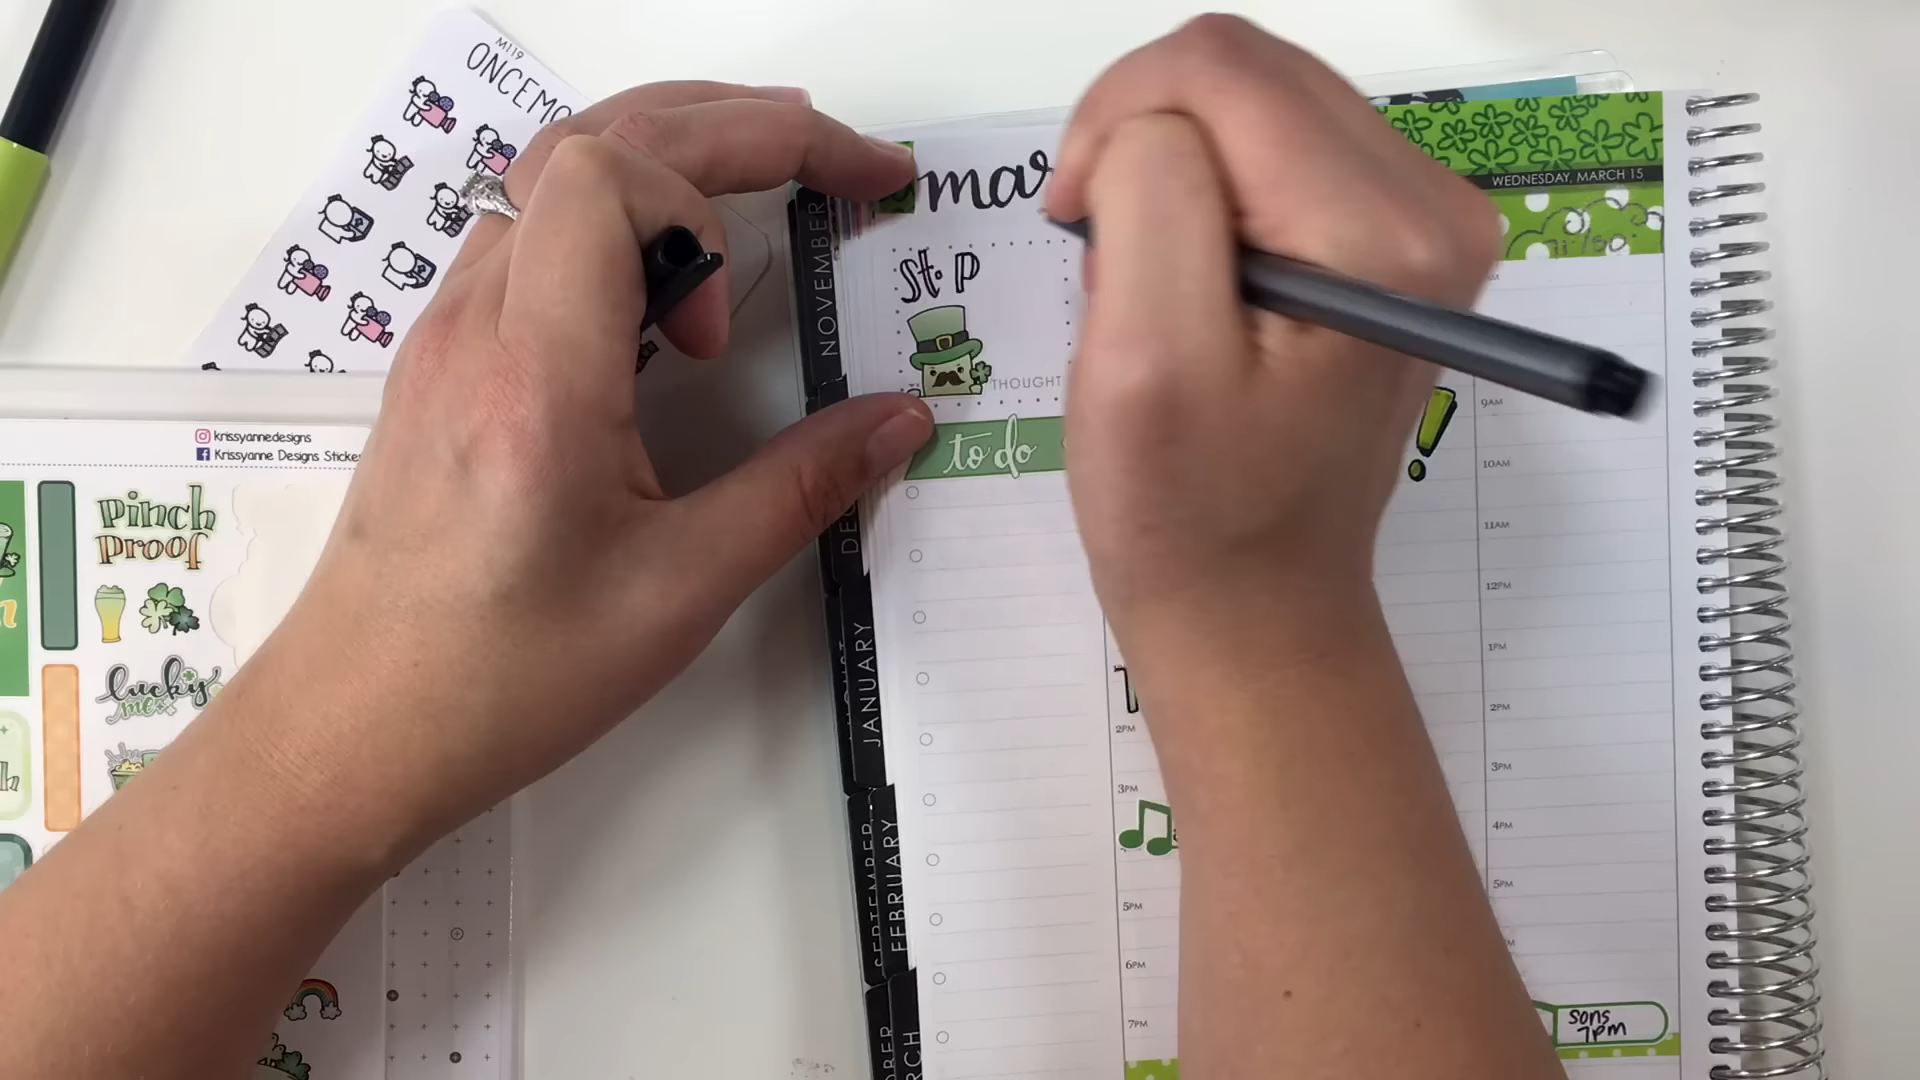 M119
ONCEMO
krissyannedesigns
Krissyanne Designs Sticke
pinch
proof
lucky
me
NOVEMBER
JANUARY
SEPTEMBER
FEBRUARY
mar
st. p
THOUGHT
to do
WEDNESDAY, MARCH 15
9AM
10AM
11AM
12PM
1PM
2PM
3PM
4PM
5PM
2PM
3PM
5PM
6PM
7PM
sons
7pm